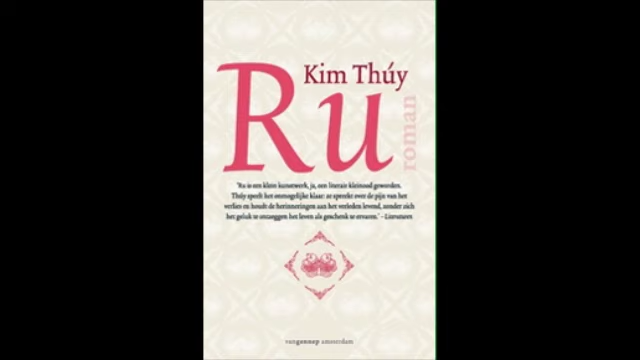 Kim Thúy
Ru
roman
'Ru is een klein kunstwerk, ja, een literair kleinood geworden.
Thúy speelt het onmogelijke klaar: ze spreekt over de pijn van het
verlies en houdt de herinneringen aan het verleden levend, zonder zich
het geluk te ontzeggen het leven als geschenk te ervaren.' – Literaturen
vangennep amsterdam